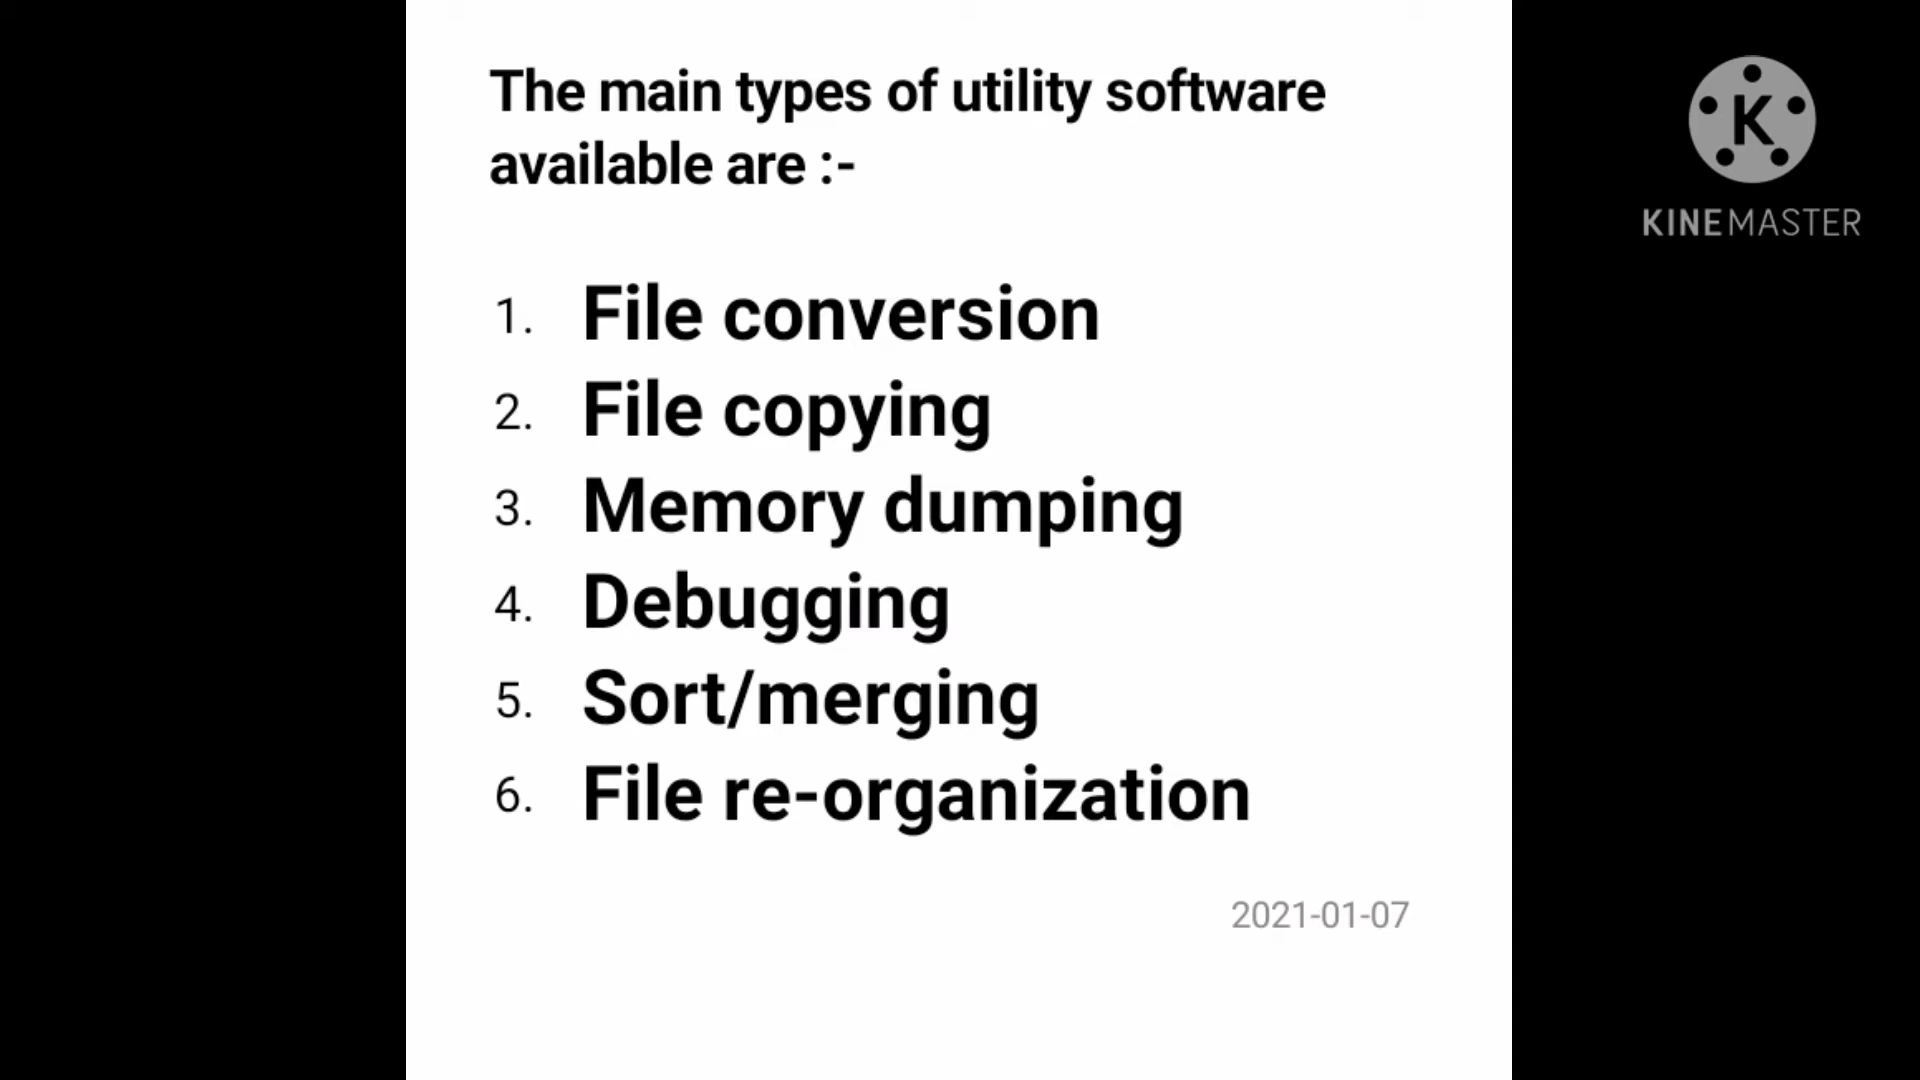 The main types of utility software
available are :-
1. File conversion
2. File copying
3. Memory dumping
4. Debugging
5. Sort/merging
6. File re-organization
2021-01-07
K
KINEMASTER